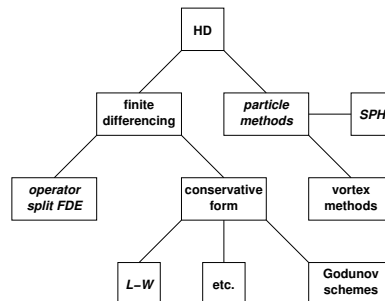 HD
finite
differencing
particle
methods
SPH
operator
split FDE
conservative
form
vortex
methods
L−W
etc.
Godunov
schemes